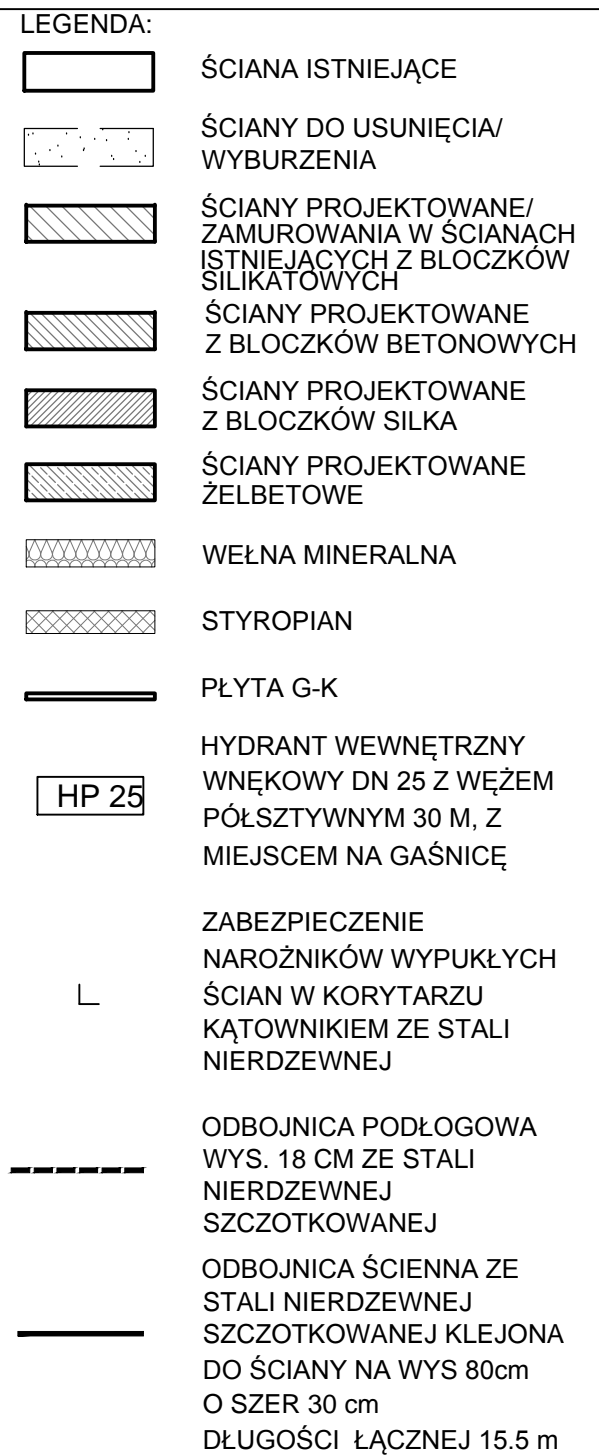 LEGENDA:
ŚCIANA ISTNIEJĄCE
ŚCIANY DO USUNIĘCIA/
WYBURZENIA
ŚCIANY PROJEKTOWANE/
ZAMUROWANIA W ŚCIANACH
ISTNIEJĄCYCH Z BLOCZKÓW
SILIKATOWYCH
ŚCIANY PROJEKTOWANE
Z BLOCZKÓW BETONOWYCH
ŚCIANY PROJEKTOWANE
Z BLOCZKÓW SILKA
ŚCIANY PROJEKTOWANE
ŻELBETOWE
WEŁNA MINERALNA
STYROPIAN
PŁYTA G-K
HP 25
HYDRANT WEWNĘTRZNY
WNĘKOWY DN 25 Z WĘŻEM
PÓŁSZTYWNYM 30 M, Z
MIEJSCEM NA GAŚNICĘ
ZABEZPIECZENIE
NAROŻNIKÓW WYPUKŁYCH
ŚCIAN W KORYTARZU
KĄTOWNIKIEM ZE STALI
NIERDZEWNEJ
ODBOJNICA PODŁOGOWA
WYS. 18 CM ZE STALI
NIERDZEWNEJ
SZCZOTKOWANEJ
ODBOJNICA ŚCIENNA ZE
STALI NIERDZEWNEJ
SZCZOTKOWANEJ KLEJONA
DO ŚCIANY NA WYS 80cm
O SZER 30 cm
DŁUGOŚCI ŁĄCZNEJ 15.5 m